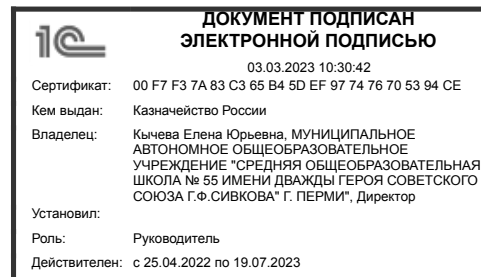 1С
ДОКУМЕНТ ПОДПИСАН
ЭЛЕКТРОННОЙ ПОДПИСЬЮ
03.03.2023 10:30:42
Сертификат: 00 F7 F3 7A 83 C3 65 B4 5D EF 97 74 76 70 53 94 CE
Кем выдан: Казначейство России
Владелец: Кычева Елена Юрьевна, МУНИЦИПАЛЬНОЕ
АВТОНОМНОЕ ОБЩЕОБРАЗОВАТЕЛЬНОЕ
УЧРЕЖДЕНИЕ "СРЕДНЯЯ ОБЩЕОБРАЗОВАТЕЛЬНАЯ
ШКОЛА № 55 ИМЕНИ ДВАЖДЫ ГЕРОЯ СОВЕТСКОГО
СОЮЗА Г.Ф.СИВКОВА" Г. ПЕРМИ", Директор
Установил:
Роль: Руководитель
Действителен: с 25.04.2022 по 19.07.2023